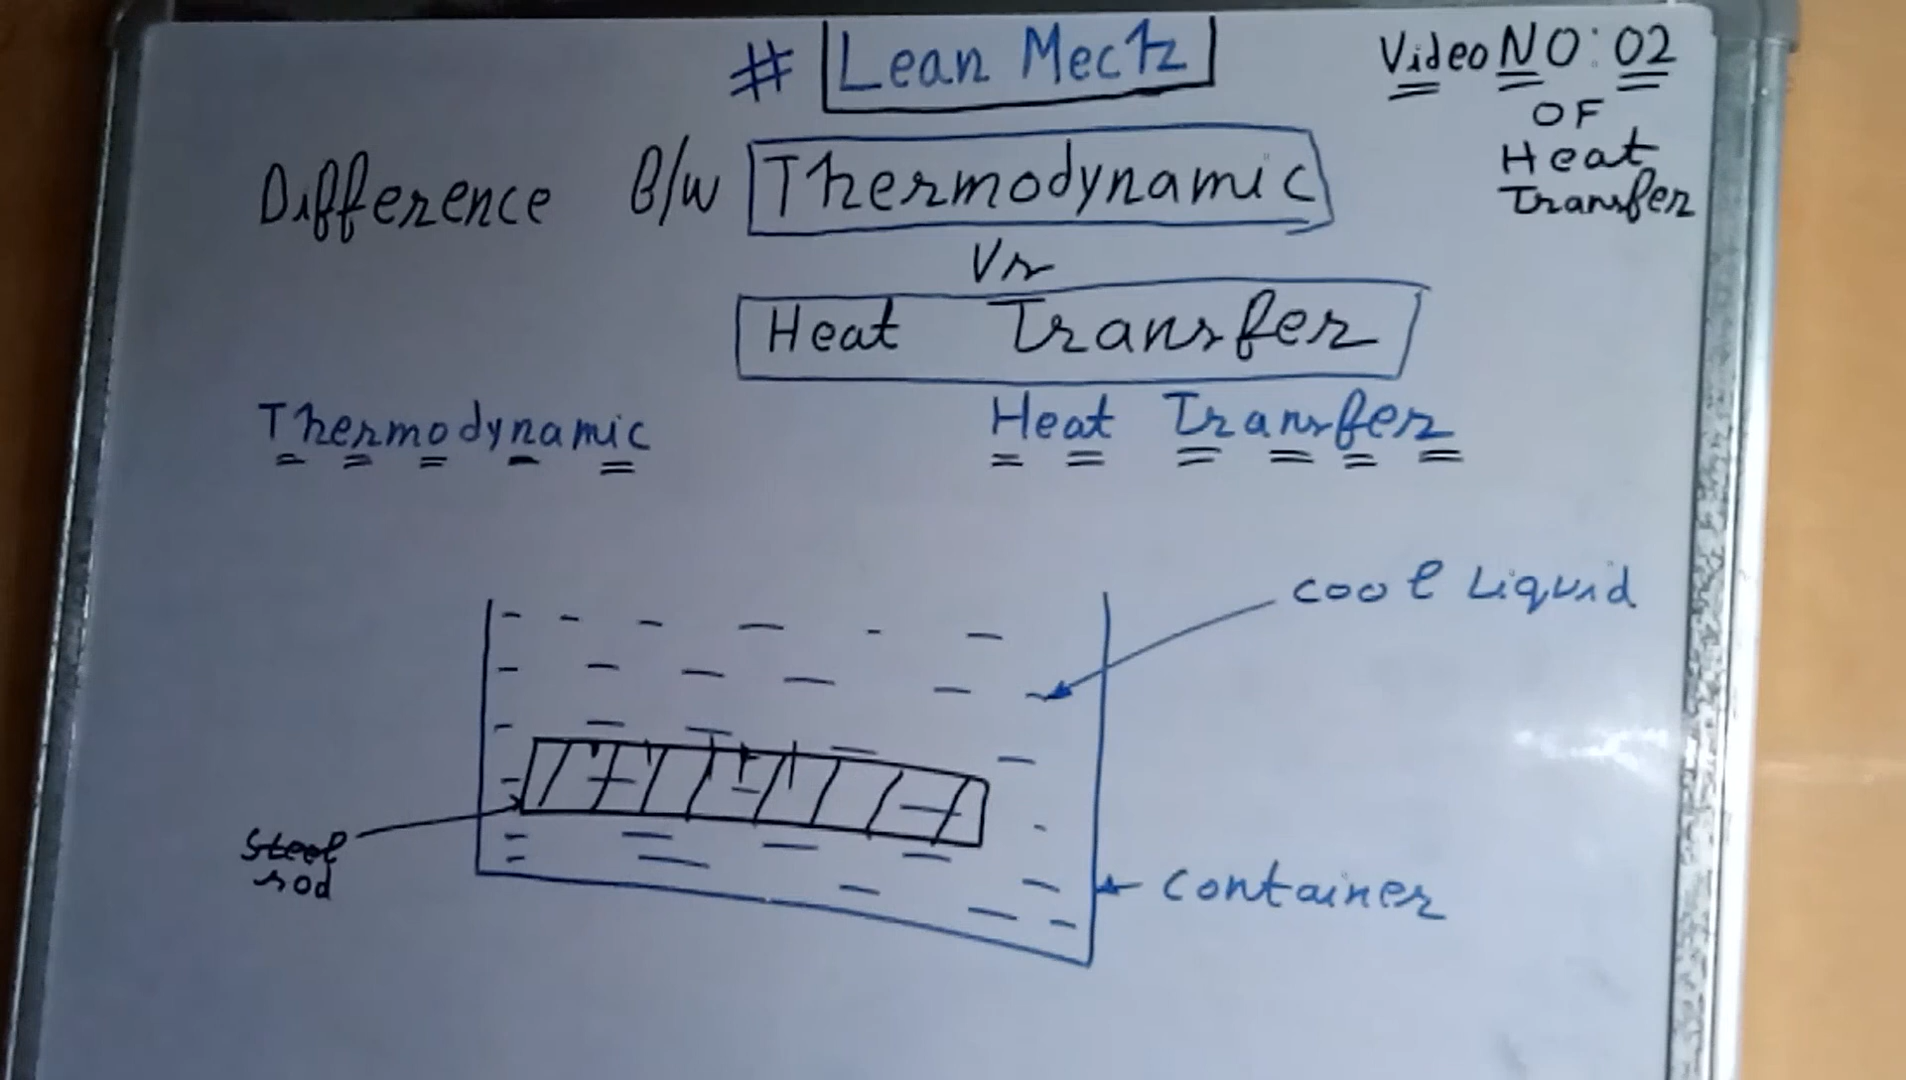 # Lean Mech
Video NO: 02
OF
Heat
Transfer
Difference B/w Thermodynamic
Vs
Heat Transfer
Thermodynamic
Heat Transfer
cool Liquid
Steel
rod
Container